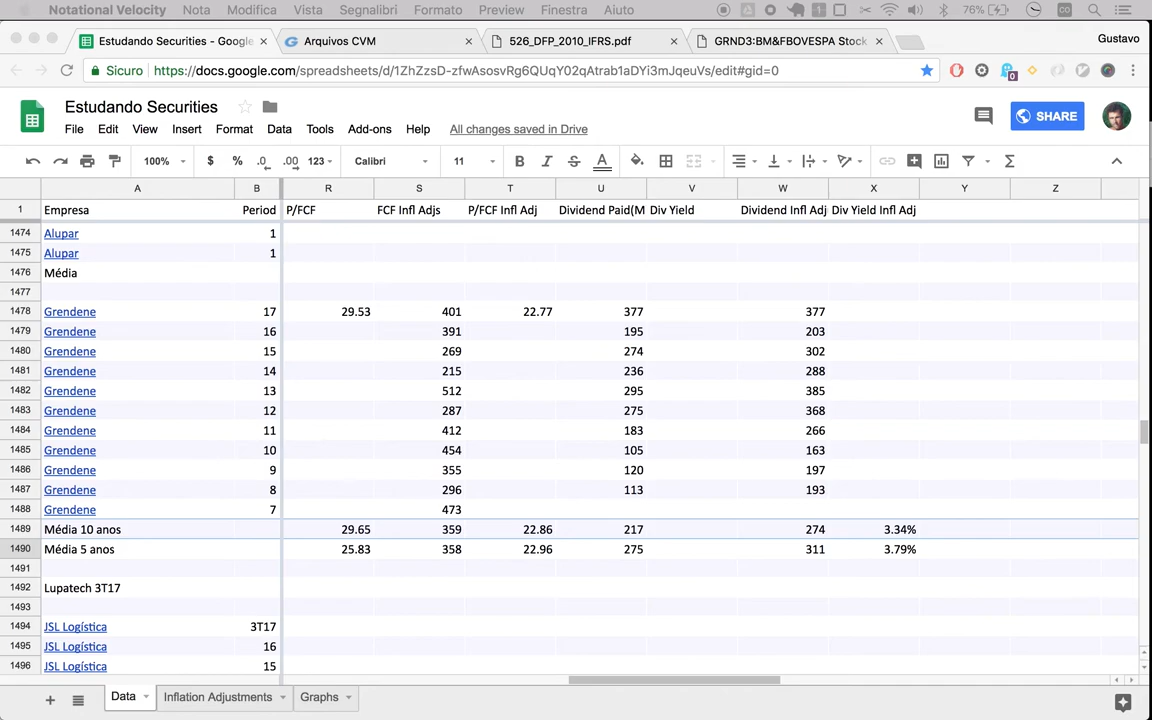 Notational Velocity Nota Modifica Vista Segnalibri Formato Preview Finestra Aiuto 1 76%
Estudando Securities - Google Arquivos CVM 526_DFP_2010_IFRS.pdf GRND3:BM&FBOVESPA Stock Gustavo
Sicuro https://docs.google.com/spreadsheets/d/1ZhZzsD-zfwAsosvRg6QUqY02qAtrab1aDYi3mJqeuVs/edit#gid=0 0
Estudando Securities
File Edit View Insert Format Data Tools Add-ons Help All changes saved in Drive
SHARE
100% $ % .0 .00 123 Calibri 11 B I S A Σ
A B R S T U V W X Y Z
1 Empresa Period P/FCF FCF Infl Adjs P/FCF Infl Adj Dividend Paid(M Div Yield Dividend Infl Adj Div Yield Infl Adj
1474 Alupar 1
1475 Alupar 1
1476 Média
1477
1478 Grendene 17 29.53 401 22.77 377 377
1479 Grendene 16 391 195 203
1480 Grendene 15 269 274 302
1481 Grendene 14 215 236 288
1482 Grendene 13 512 295 385
1483 Grendene 12 287 275 368
1484 Grendene 11 412 183 266
1485 Grendene 10 454 105 163
1486 Grendene 9 355 120 197
1487 Grendene 8 296 113 193
1488 Grendene 7 473
1489 Média 10 anos 29.65 359 22.86 217 274 3.34%
1490 Média 5 anos 25.83 358 22.96 275 311 3.79%
1491
1492 Lupatech 3T17
1493
1494 JSL Logística 3T17
1495 JSL Logística 16
1496 JSL Logística 15
Data Inflation Adjustments Graphs